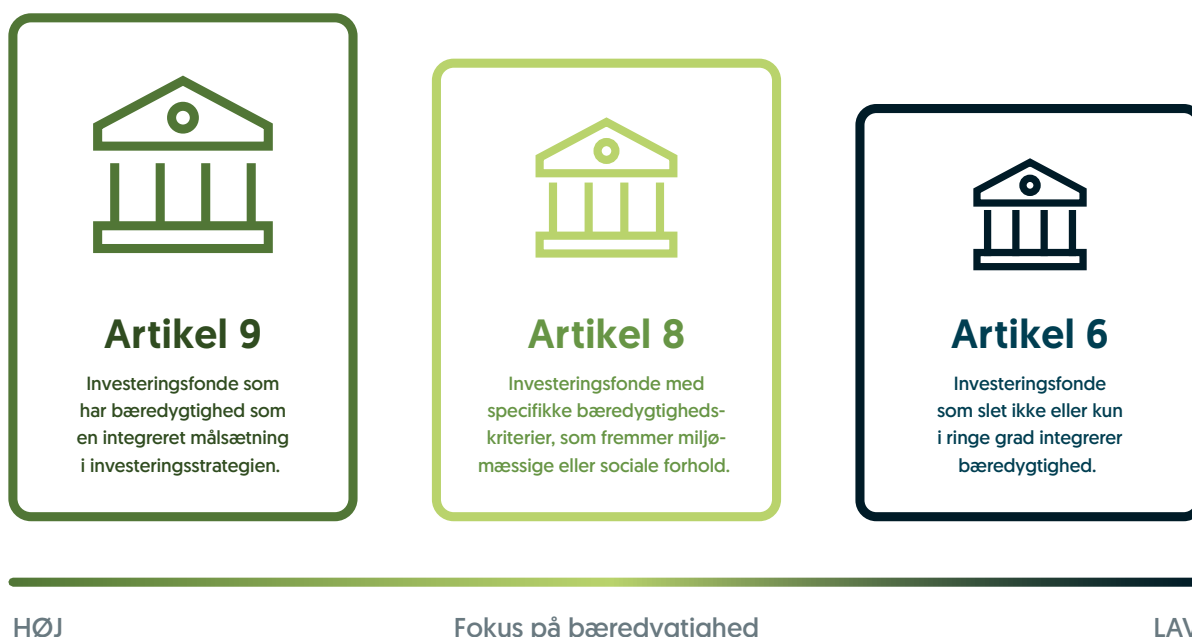 Artikel 9
Investeringsfonde som
har bæredygtighed som
en integreret målsætning
i investeringsstrategien.
Artikel 8
Investeringsfonde med
specifikke bæredygtigheds-
kriterier, som fremmer miljø-
mæssige eller sociale forhold.
Artikel 6
Investeringsfonde
som slet ikke eller kun
i ringe grad integrerer
bæredygtighed.
HØJ
Fokus på bæredygtighed
LAV